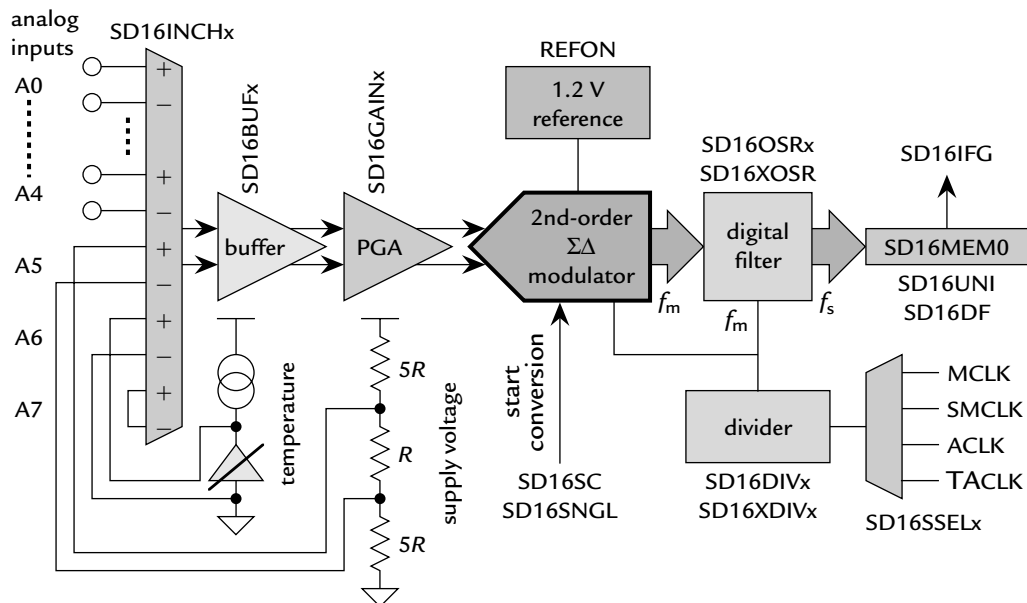 analog
inputs
SD16INCHx
A0
A4
A5
A6
A7
+
−
+
−
+
−
+
−
+
−
SD16BUFx
buffer
SD16GAINx
PGA
REFON
1.2 V
reference
2nd-order
ΣΔ
modulator
fm
SD16OSRx
SD16XOSR
digital
filter
fm
fs
SD16IFG
SD16MEM0
SD16UNI
SD16DF
temperature
5R
R
5R
supply voltage
start
conversion
SD16SC
SD16SNGL
divider
SD16DIVx
SD16XDIVx
MCLK
SMCLK
ACLK
TACLK
SD16SSELx